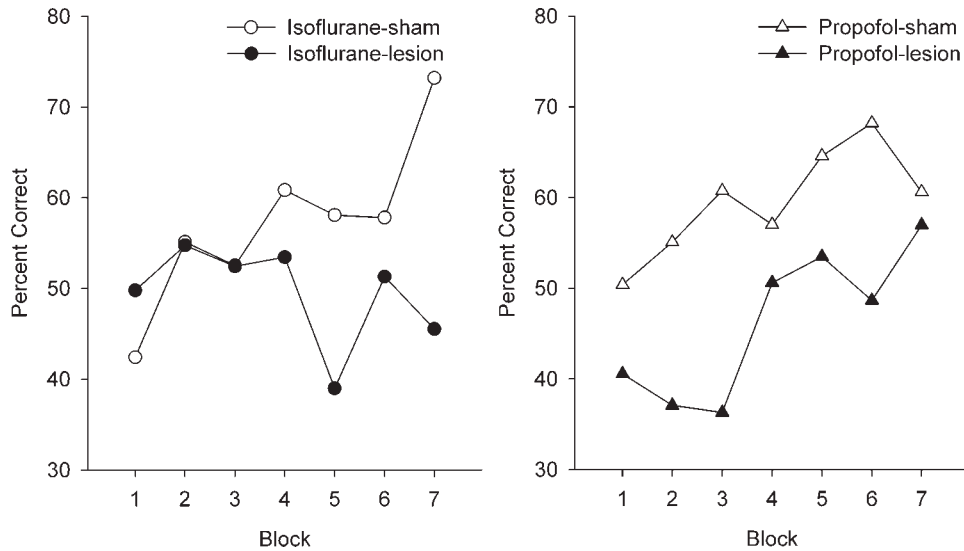 80
70
60
50
40
30
Percent Correct
Isoflurane-sham
Isoflurane-lesion
1 2 3 4 5 6 7
Block
80
70
60
50
40
30
Percent Correct
Propofol-sham
Propofol-lesion
1 2 3 4 5 6 7
Block